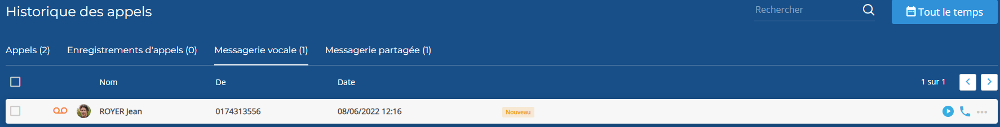 Historique des appels
Rechercher
Tout le temps
Appels (2) Enregistrements d'appels (0) Messagerie vocale (1) Messagerie partagée (1)
Nom De Date 1 sur 1
ROYER Jean 0174313556 08/06/2022 12:16 Nouveau